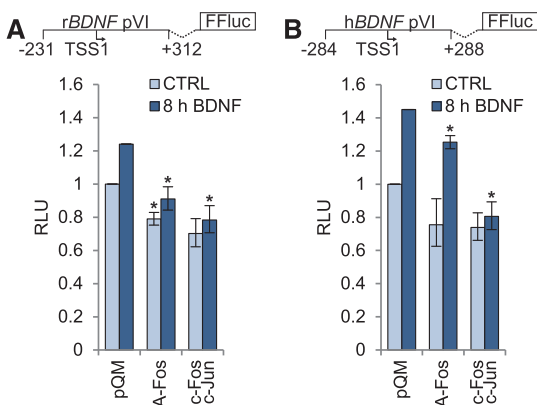 A
rBDNF pVI
FFluc
-231 TSS1 +312
CTRL
8 h BDNF
RLU
1.6
1.4
1.2
1
0.8
0.6
0.4
0.2
0
* * *
pQM
A-Fos
c-Fos
c-Jun
B
hBDNF pVI
FFluc
-284 TSS1 +288
CTRL
8 h BDNF
RLU
1.6
1.4
1.2
1
0.8
0.6
0.4
0.2
0
* *
pQM
A-Fos
c-Fos
c-Jun